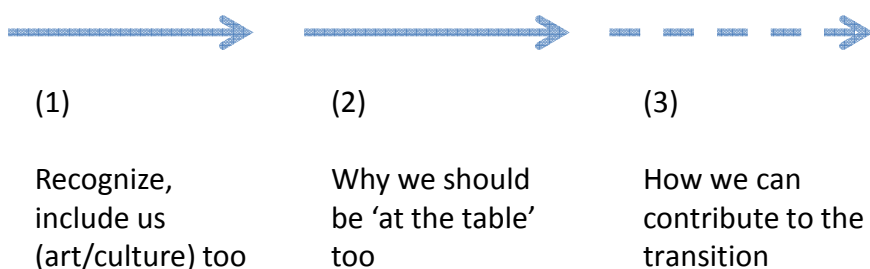 (1)
Recognize,
include us
(art/culture) too
(2)
Why we should
be ‘at the table’
too
(3)
How we can
contribute to the
transition